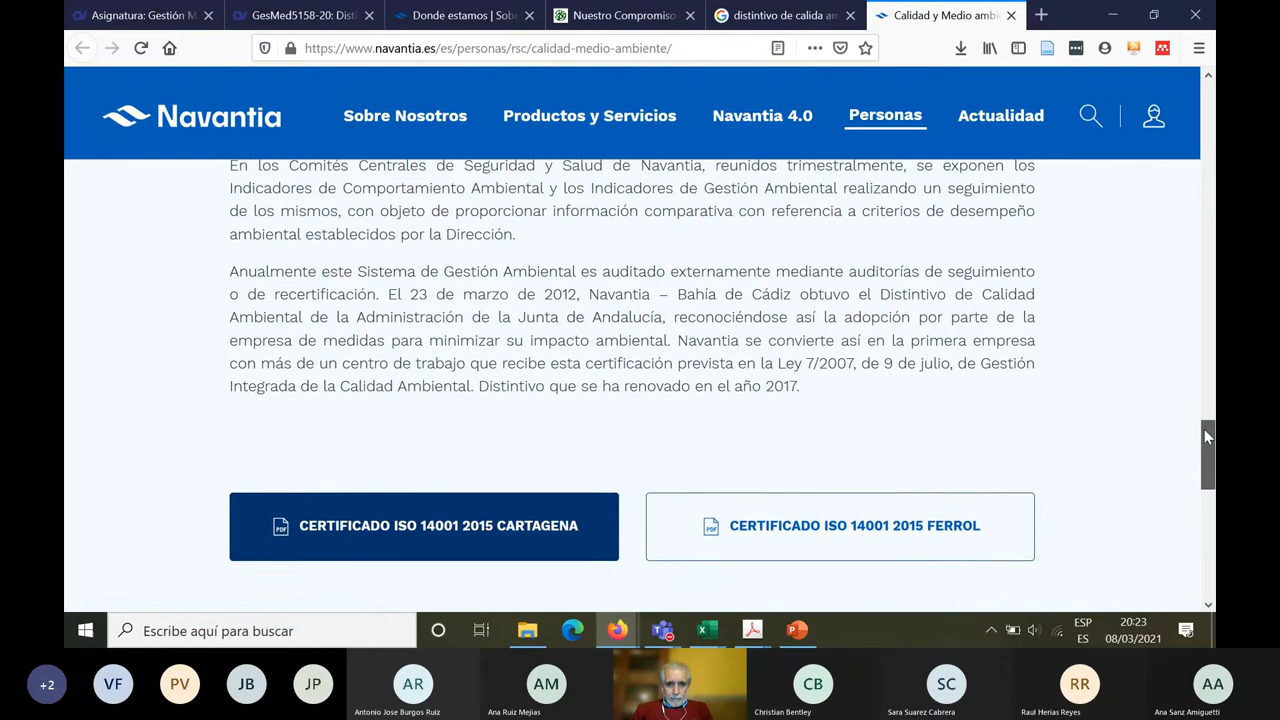 Asignatura: Gestión M
GesMed5158-20: Dist
Donde estamos | Sob
Nuestro Compromiso
distintivo de calida am
Calidad y Medio ambi
https://www.navantia.es/es/personas/rsc/calidad-medio-ambiente/
Navantia
Sobre Nosotros
Productos y Servicios
Navantia 4.0
Personas
Actualidad
En los Comités Centrales de Seguridad y Salud de Navantia, reunidos trimestralmente, se exponen los
Indicadores de Comportamiento Ambiental y los Indicadores de Gestión Ambiental realizando un seguimiento
de los mismos, con objeto de proporcionar información comparativa con referencia a criterios de desempeño
ambiental establecidos por la Dirección.
Anualmente este Sistema de Gestión Ambiental es auditado externamente mediante auditorías de seguimiento
o de recertificación. El 23 de marzo de 2012, Navantia – Bahía de Cádiz obtuvo el Distintivo de Calidad
Ambiental de la Administración de la Junta de Andalucía, reconociéndose así la adopción por parte de la
empresa de medidas para minimizar su impacto ambiental. Navantia se convierte así en la primera empresa
con más de un centro de trabajo que recibe esta certificación prevista en la Ley 7/2007, de 9 de julio, de Gestión
Integrada de la Calidad Ambiental. Distintivo que se ha renovado en el año 2017.
PDF CERTIFICADO ISO 14001 2015 CARTAGENA
PDF CERTIFICADO ISO 14001 2015 FERROL
Escribe aquí para buscar
ESP
ES
20:23
08/03/2021
+2
VF
PV
JB
JP
AR
Antonio Jose Burgos Ruiz
AM
Ana Ruiz Mejias
CB
Christian Bentley
SC
Sara Suarez Cabrera
RR
Raul Herias Reyes
AA
Ana Sanz Amiguetti